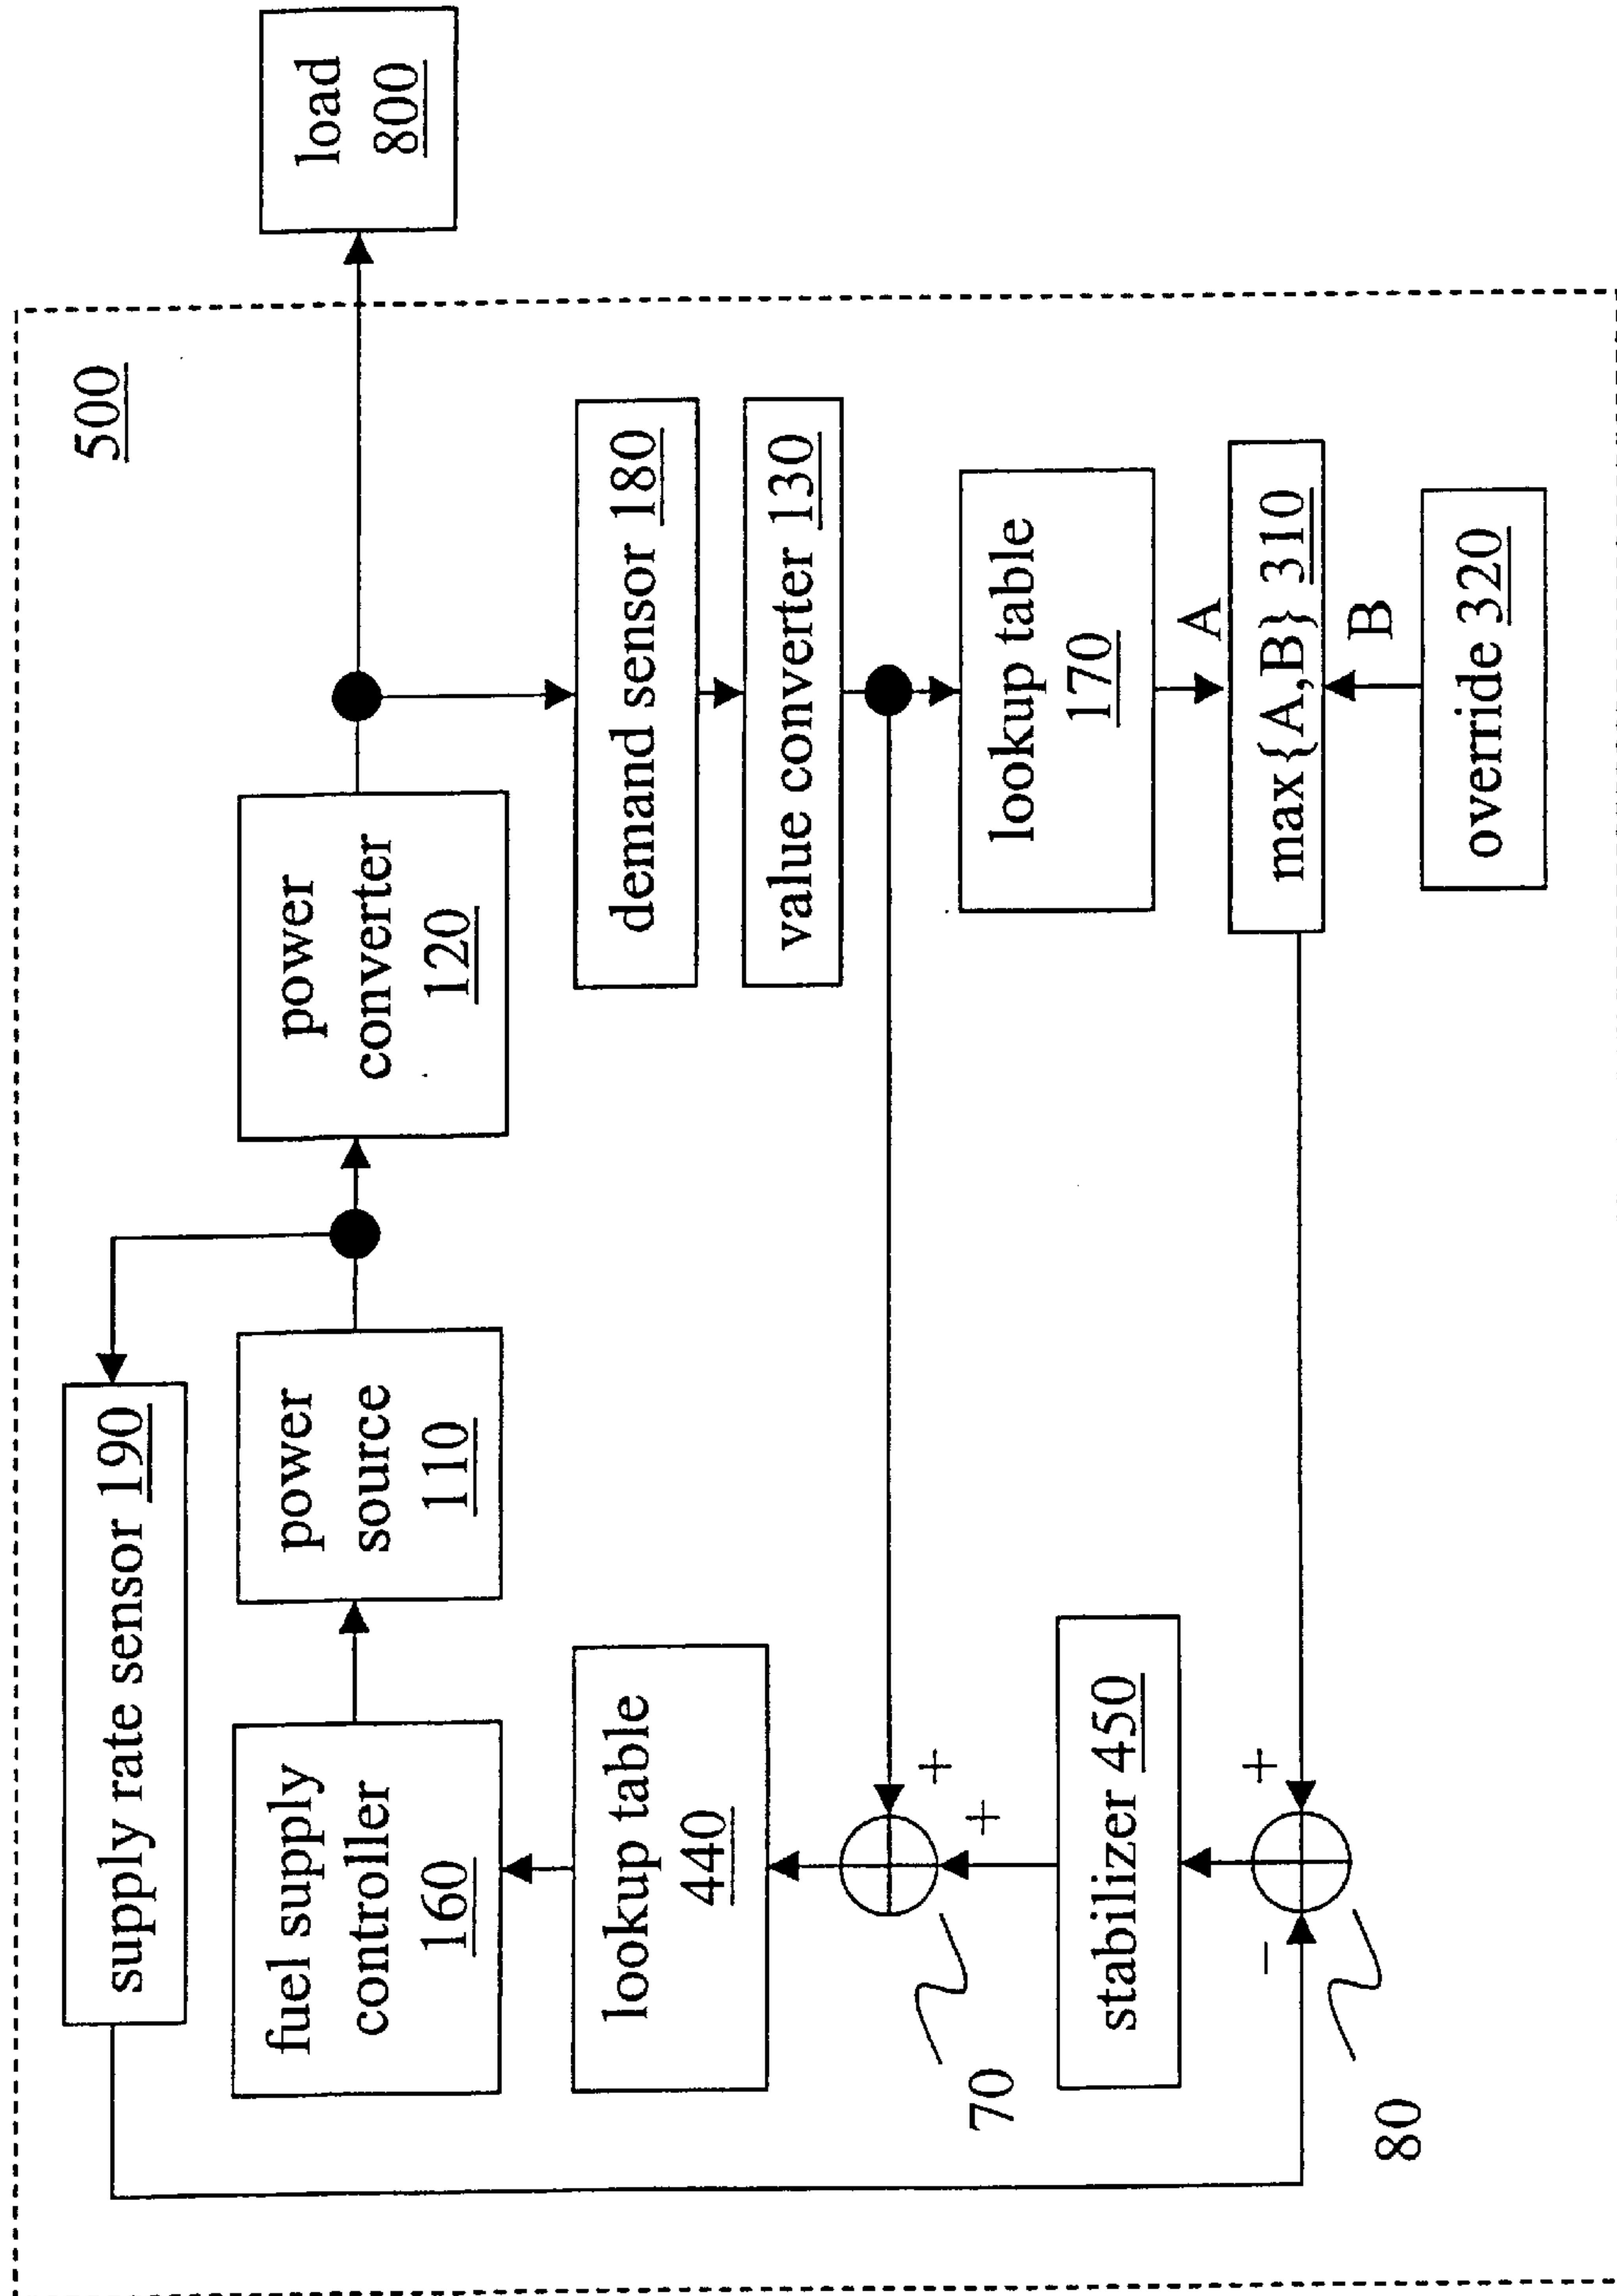 500
supply rate sensor 190
fuel supply
controller
160
power
source
110
power
converter
120
load
800
demand sensor 180
value converter 130
lookup table
440
lookup table
170
+
+
70
A
stabilizer 450
max{A,B} 310
B
+
−
80
override 320